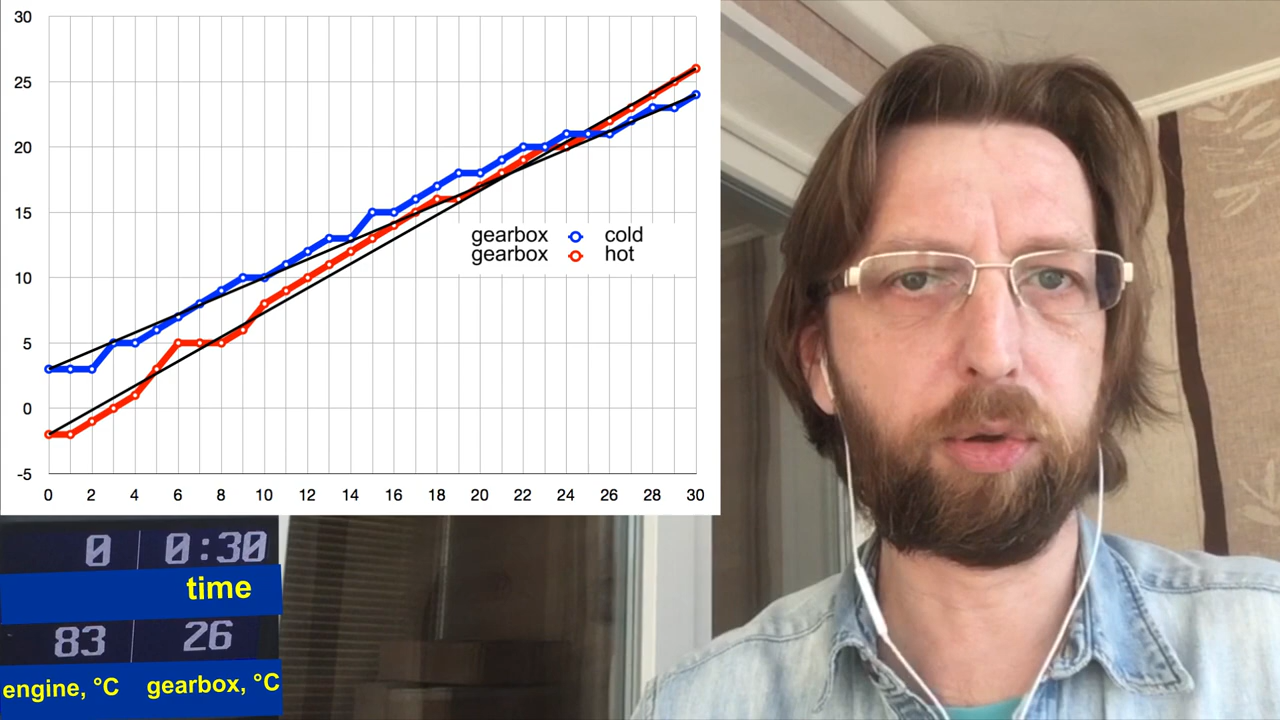 30
25
20
15
10
5
0
-5
0 2 4 6 8 10 12 14 16 18 20 22 24 26 28 30
gearbox cold
gearbox hot
0 0:30
time
83 26
engine, °C gearbox, °C